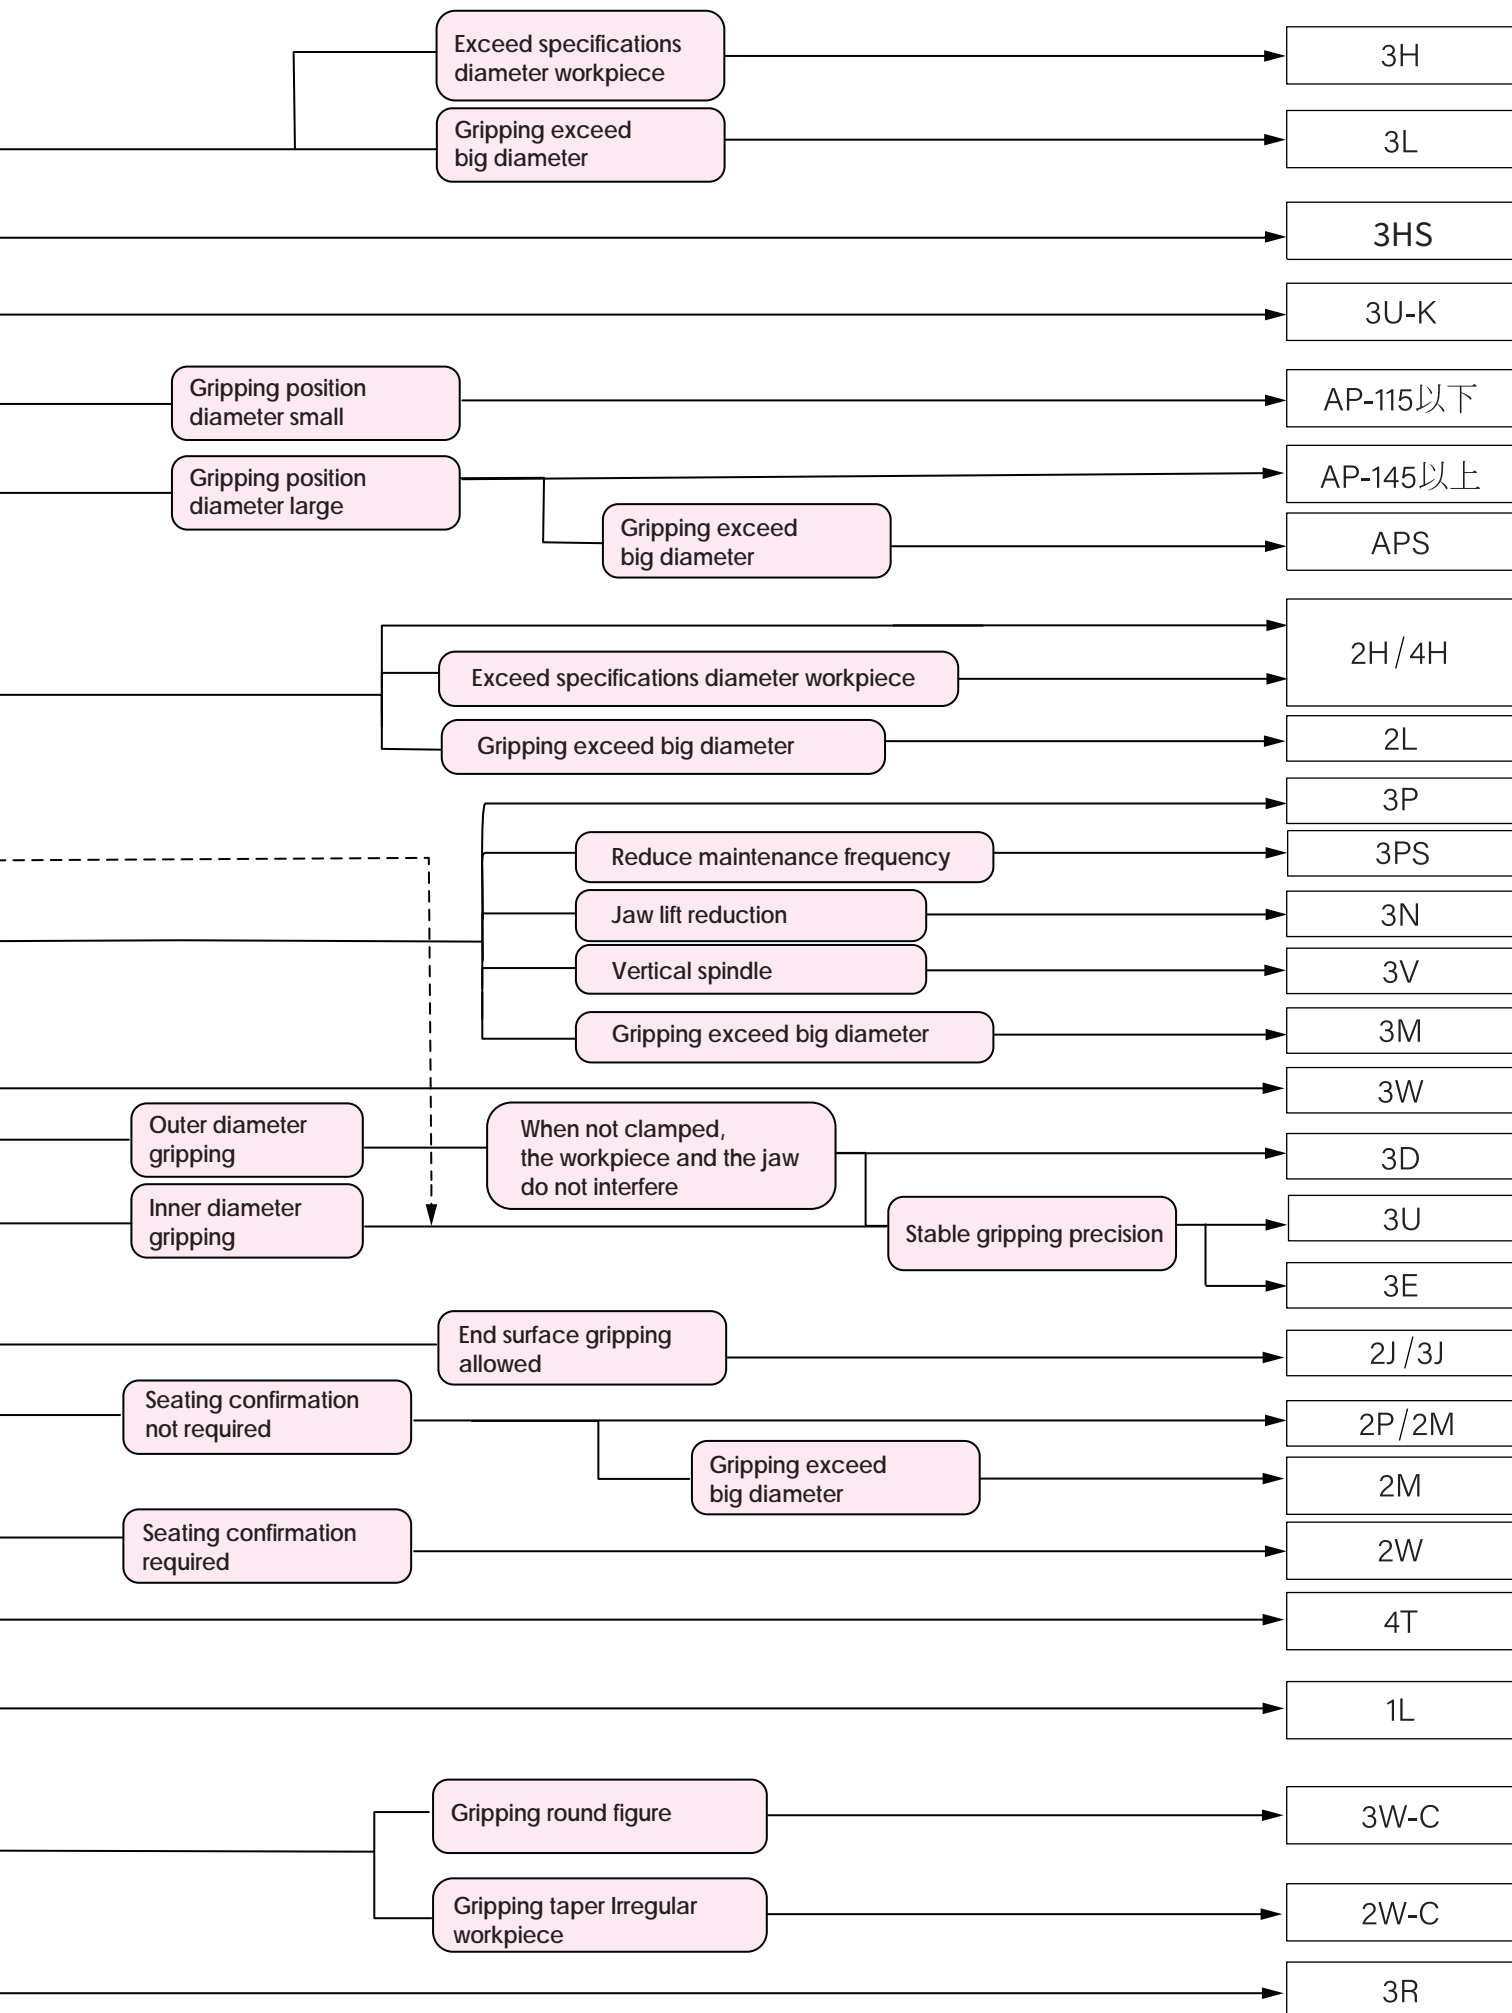 Exceed specifications
diameter workpiece
3H
Gripping exceed
big diameter
3L
3HS
3U-K
Gripping position
diameter small
AP-115以下
Gripping position
diameter large
AP-145以上
Gripping exceed
big diameter
APS
2H/4H
Exceed specifications diameter workpiece
Gripping exceed big diameter
2L
3P
Reduce maintenance frequency
3PS
Jaw lift reduction
3N
Vertical spindle
3V
Gripping exceed big diameter
3M
3W
Outer diameter
gripping
When not clamped,
the workpiece and the jaw
do not interfere
3D
Inner diameter
gripping
Stable gripping precision
3U
3E
End surface gripping
allowed
2J/3J
Seating confirmation
not required
2P/2M
Gripping exceed
big diameter
2M
Seating confirmation
required
2W
4T
1L
Gripping round figure
3W-C
Gripping taper Irregular
workpiece
2W-C
3R